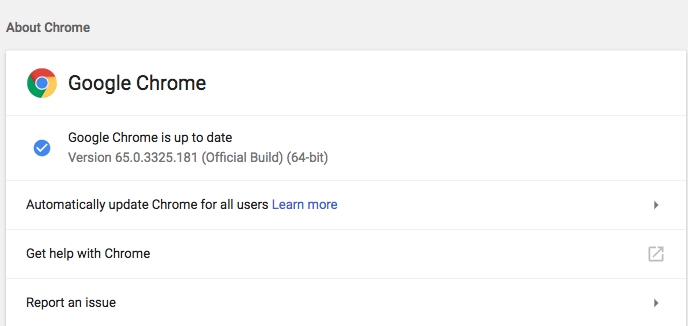 About Chrome
Google Chrome
Google Chrome is up to date
Version 65.0.3325.181 (Official Build) (64-bit)
Automatically update Chrome for all users Learn more
Get help with Chrome
Report an issue